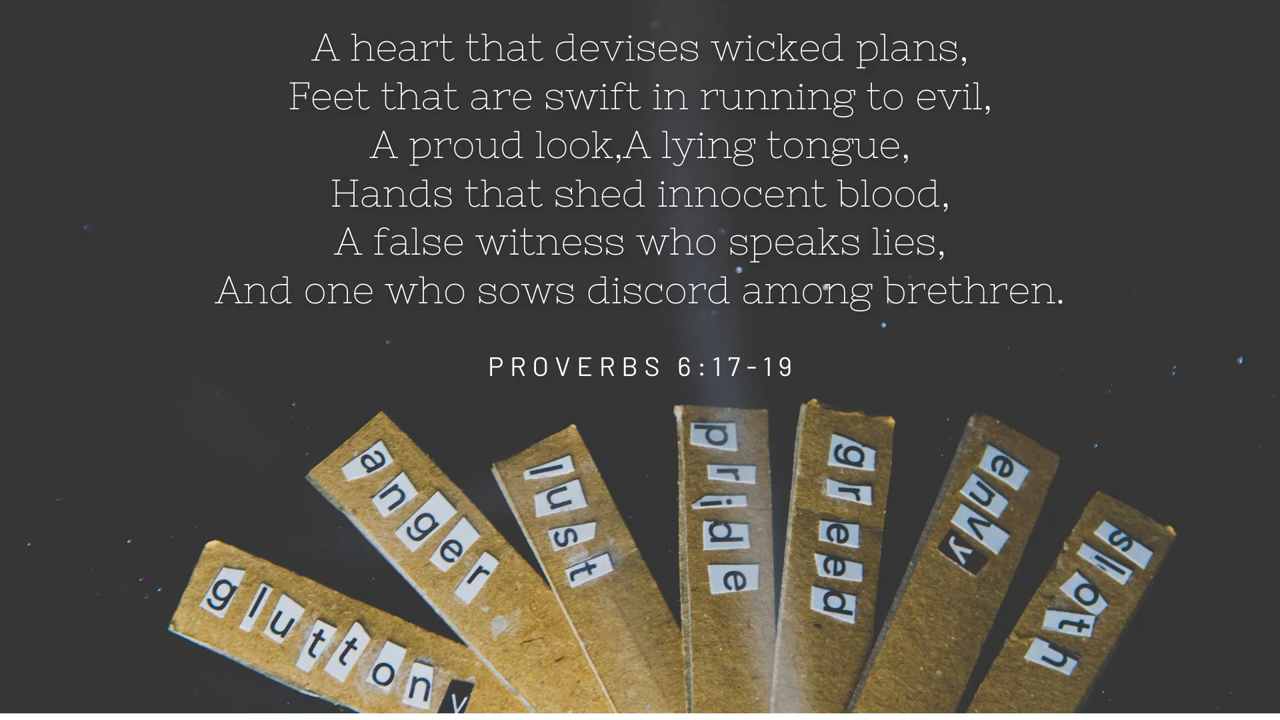 A heart that devises wicked plans,
Feet that are swift in running to evil,
A proud look,A lying tongue,
Hands that shed innocent blood,
A false witness who speaks lies,
And one who sows discord among brethren.
PROVERBS 6:17-19
gluttony
anger
lust
pride
greed
envy
sloth